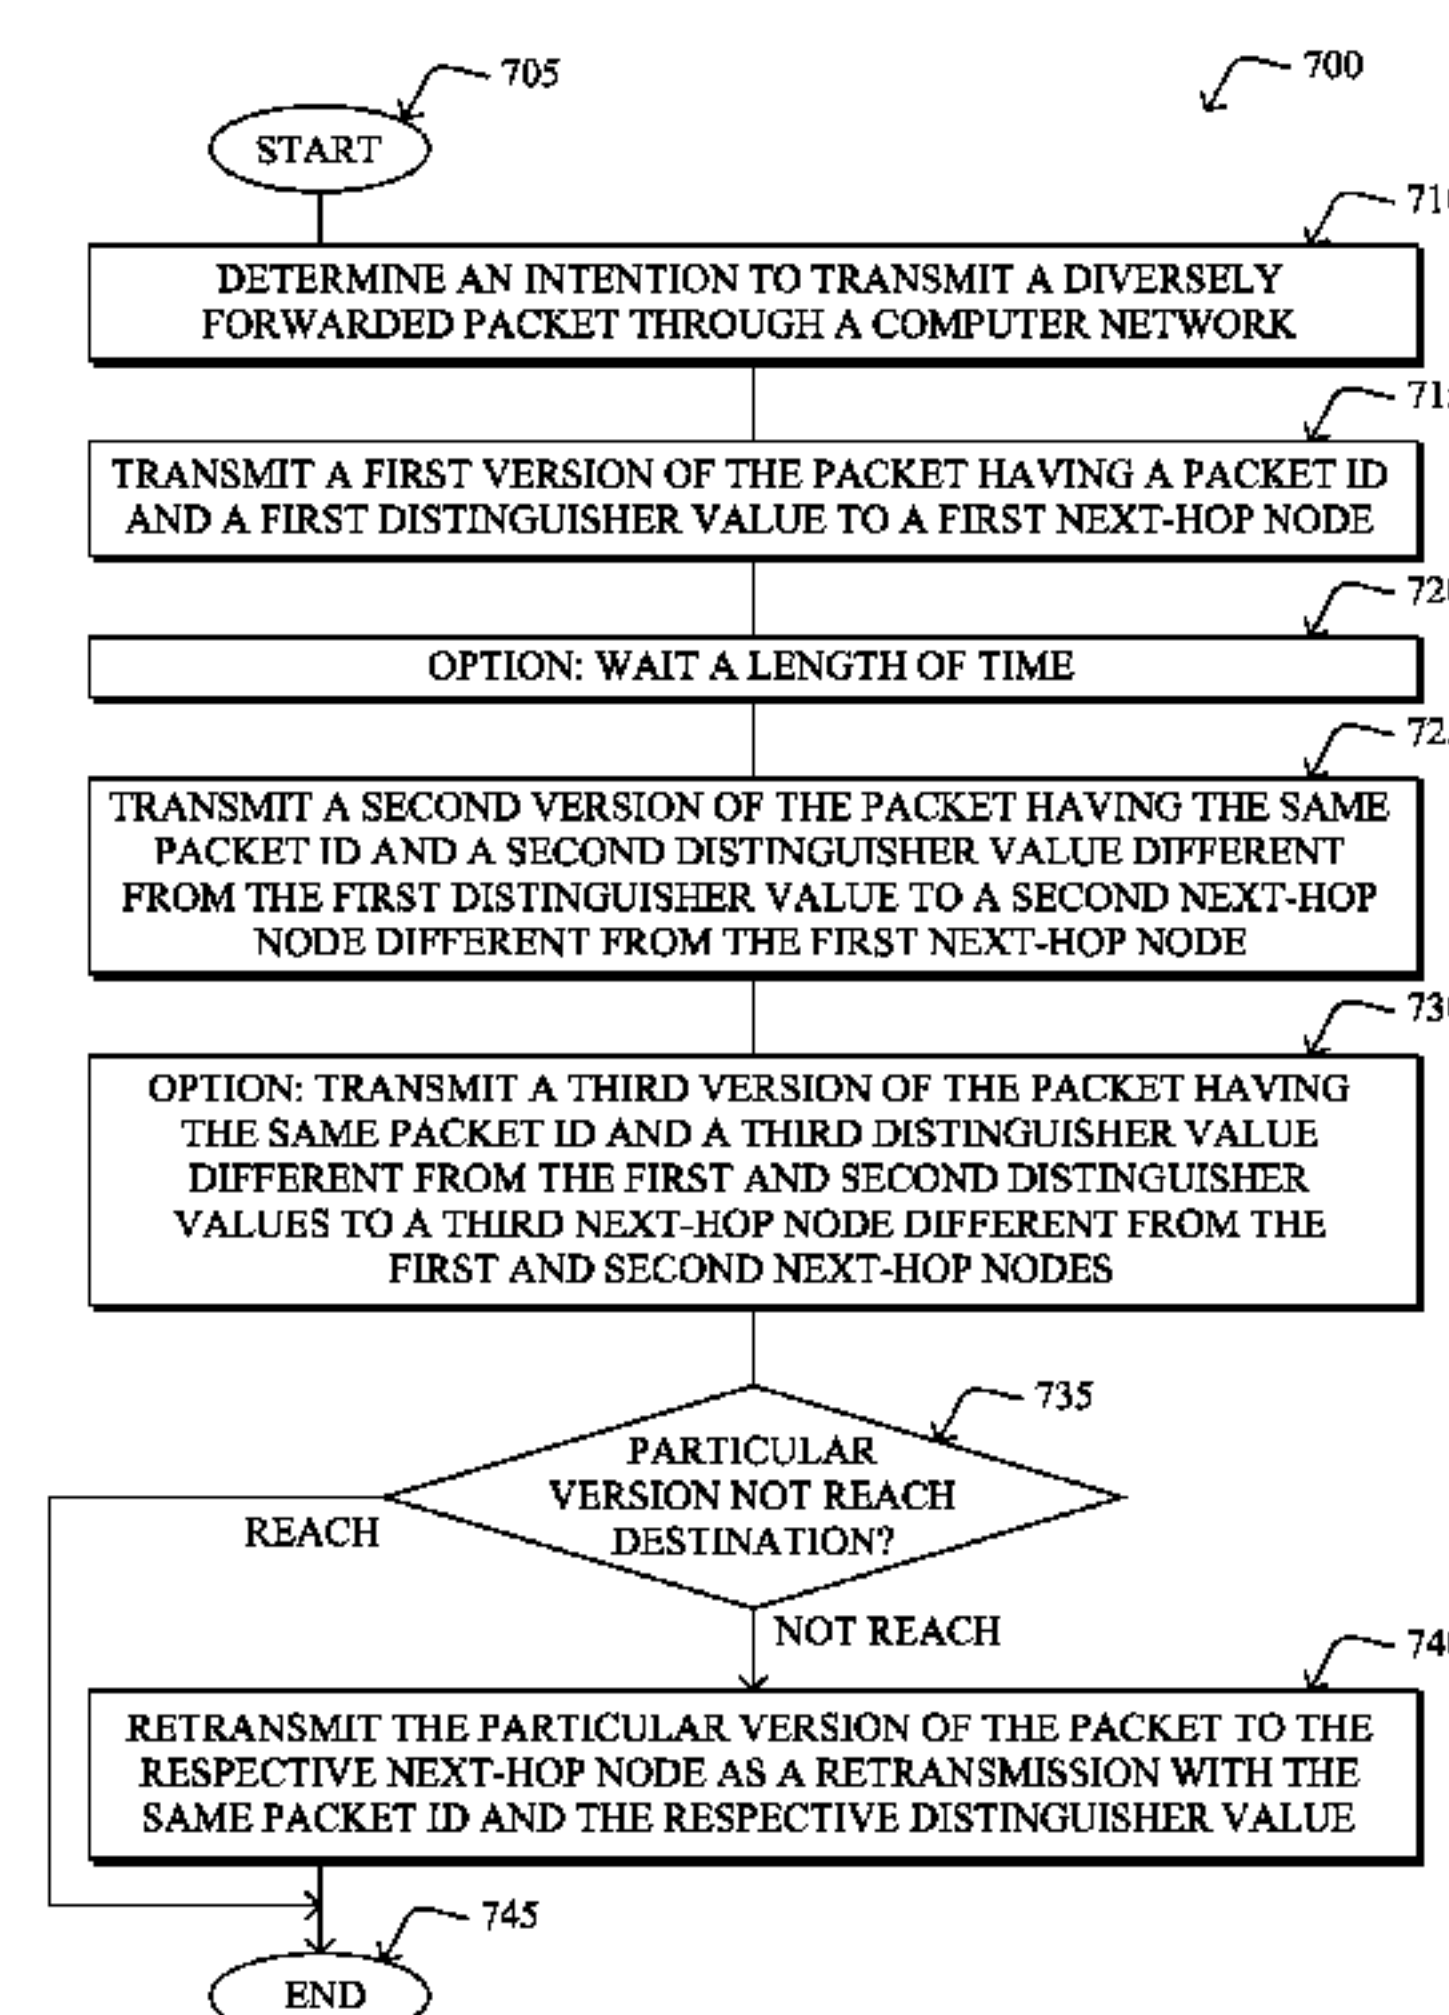 705
700
START
DETERMINE AN INTENTION TO TRANSMIT A DIVERSELY
FORWARDED PACKET THROUGH A COMPUTER NETWORK
TRANSMIT A FIRST VERSION OF THE PACKET HAVING A PACKET ID
AND A FIRST DISTINGUISHER VALUE TO A FIRST NEXT-HOP NODE
OPTION: WAIT A LENGTH OF TIME
TRANSMIT A SECOND VERSION OF THE PACKET HAVING THE SAME
PACKET ID AND A SECOND DISTINGUISHER VALUE DIFFERENT
FROM THE FIRST DISTINGUISHER VALUE TO A SECOND NEXT-HOP
NODE DIFFERENT FROM THE FIRST NEXT-HOP NODE
OPTION: TRANSMIT A THIRD VERSION OF THE PACKET HAVING
THE SAME PACKET ID AND A THIRD DISTINGUISHER VALUE
DIFFERENT FROM THE FIRST AND SECOND DISTINGUISHER
VALUES TO A THIRD NEXT-HOP NODE DIFFERENT FROM THE
FIRST AND SECOND NEXT-HOP NODES
735
PARTICULAR
VERSION NOT REACH
DESTINATION?
REACH
NOT REACH
RETRANSMIT THE PARTICULAR VERSION OF THE PACKET TO THE
RESPECTIVE NEXT-HOP NODE AS A RETRANSMISSION WITH THE
SAME PACKET ID AND THE RESPECTIVE DISTINGUISHER VALUE
745
END